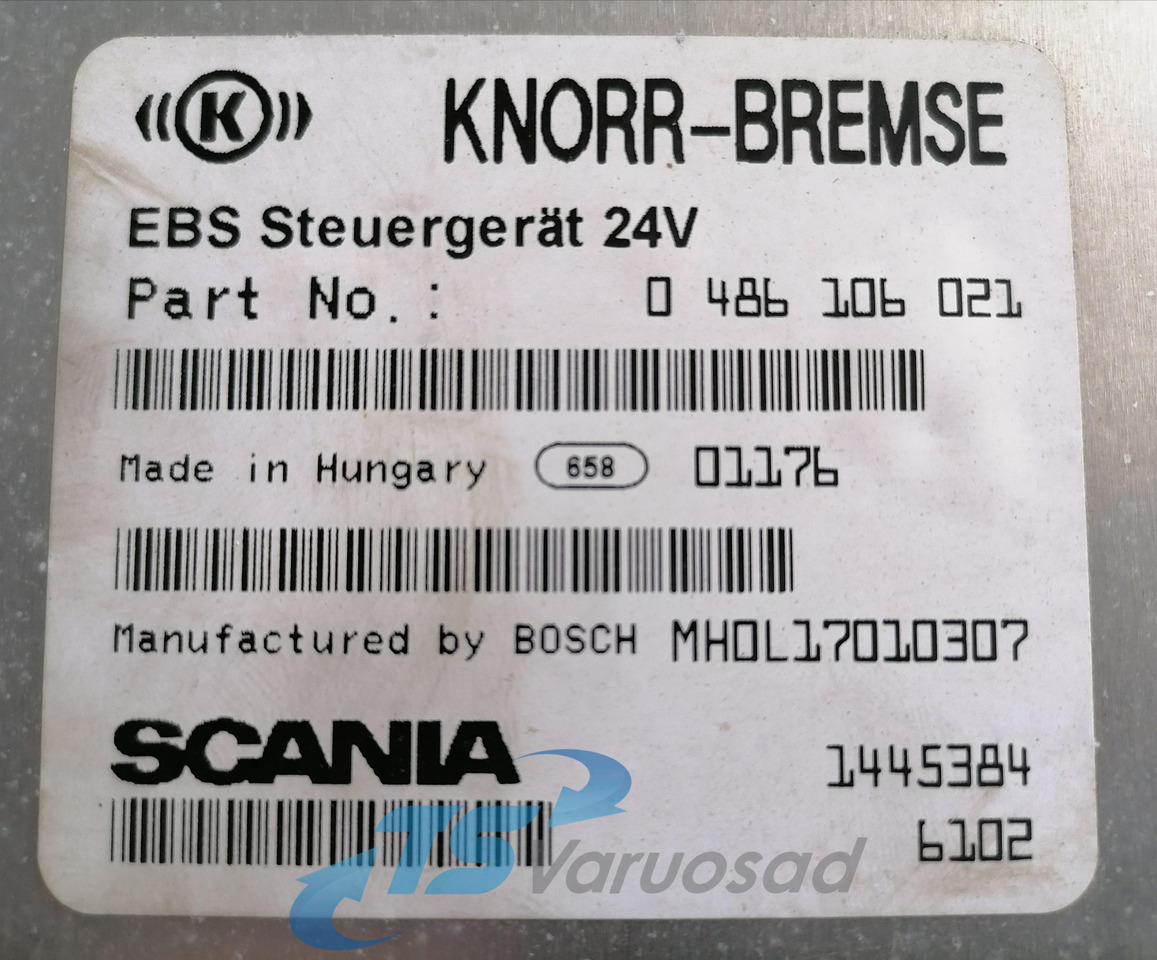 K KNORR-BREMSE
EBS Steuergerät 24V
Part No.: 0 486 106 021
Made in Hungary 658 01176
Manufactured by BOSCH MH0L17010307
SCANIA 1445384
6102
TS Varuosad